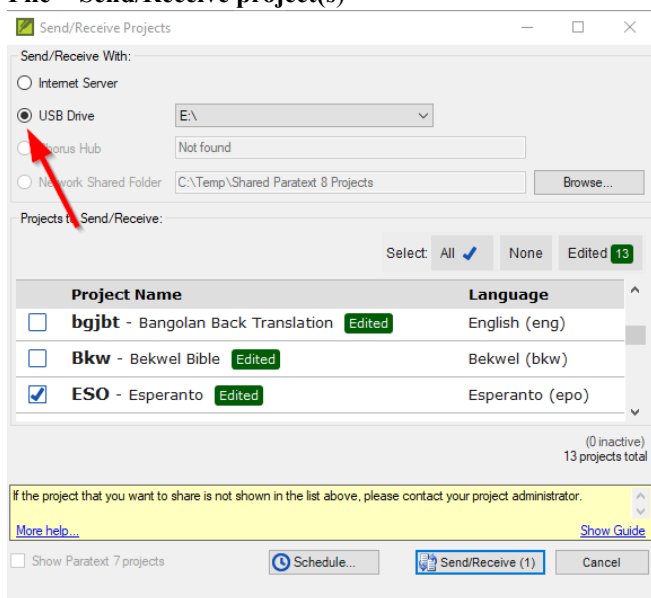 File – Send/Receive project(s)
Send/Receive Projects
Send/Receive With:
Internet Server
USB Drive E:\
Chorus Hub Not found
Network Shared Folder C:\Temp\Shared Paratext 8 Projects Browse...
Projects to Send/Receive:
Select: All None Edited 13
Project Name Language
bgjbt - Bangolan Back Translation Edited English (eng)
Bkw - Bekwel Bible Edited Bekwel (bkw)
ESO - Esperanto Edited Esperanto (epo)
(0 inactive)
13 projects total
If the project that you want to share is not shown in the list above, please contact your project administrator.
More help... Show Guide
Show Paratext 7 projects Schedule... Send/Receive (1) Cancel